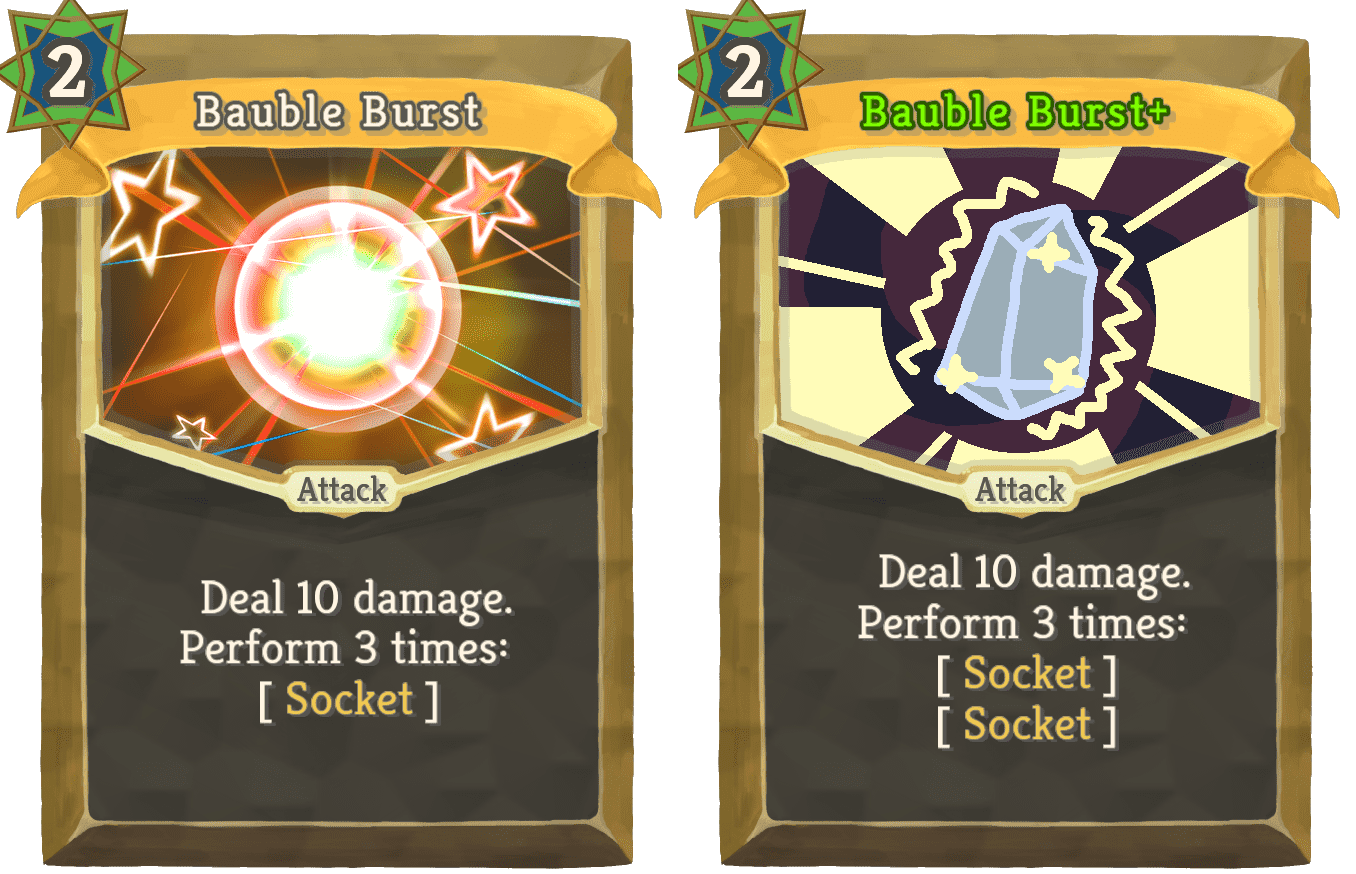 2
Bauble Burst
Attack
Deal 10 damage.
Perform 3 times:
[ Socket ]
2
Bauble Burst+
Attack
Deal 10 damage.
Perform 3 times:
[ Socket ]
[ Socket ]